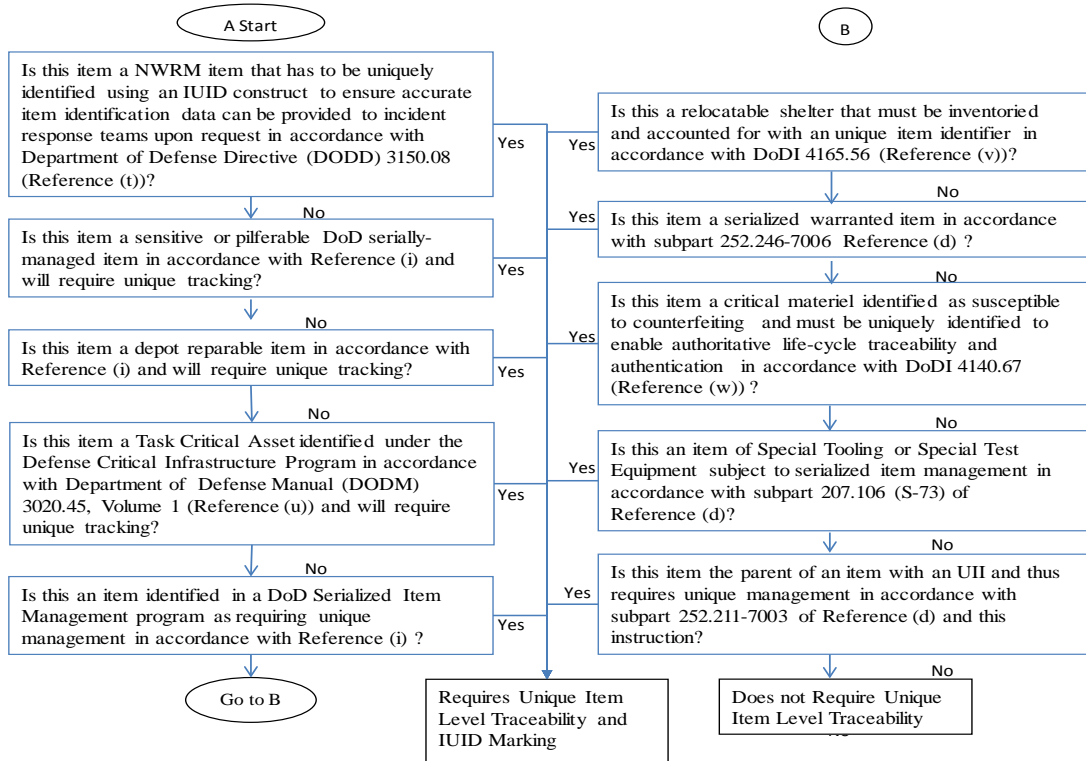 A Start
Is this item a NWRM item that has to be uniquely
identified using an IUID construct to ensure accurate
item identification data can be provided to incident
response teams upon request in accordance with
Department of Defense Directive (DODD) 3150.08
(Reference (t))?
Yes
No
Is this item a sensitive or pilferable DoD serially-
managed item in accordance with Reference (i) and
will require unique tracking?
Yes
No
Is this item a depot reparable item in accordance with
Reference (i) and will require unique tracking?
Yes
No
Is this item a Task Critical Asset identified under the
Defense Critical Infrastructure Program in accordance
with Department of Defense Manual (DODM)
3020.45, Volume 1 (Reference (u)) and will require
unique tracking?
Yes
No
Is this an item identified in a DoD Serialized Item
Management program as requiring unique
management in accordance with Reference (i) ?
Yes
Go to B
B
Is this a relocatable shelter that must be inventoried
and accounted for with an unique item identifier in
accordance with DoDI 4165.56 (Reference (v))?
Yes
No
Is this item a serialized warranted item in accordance
with subpart 252.246-7006 Reference (d) ?
Yes
No
Is this item a critical materiel identified as susceptible
to counterfeiting and must be uniquely identified to
enable authoritative life-cycle traceability and
authentication in accordance with DoDI 4140.67
(Reference (w)) ?
Yes
No
Is this an item of Special Tooling or Special Test
Equipment subject to serialized item management in
accordance with subpart 207.106 (S-73) of
Reference (d)?
Yes
No
Is this item the parent of an item with an UII and thus
requires unique management in accordance with
subpart 252.211-7003 of Reference (d) and this
instruction?
Yes
No
Requires Unique Item
Level Traceability and
IUID Marking
Does not Require Unique
Item Level Traceability